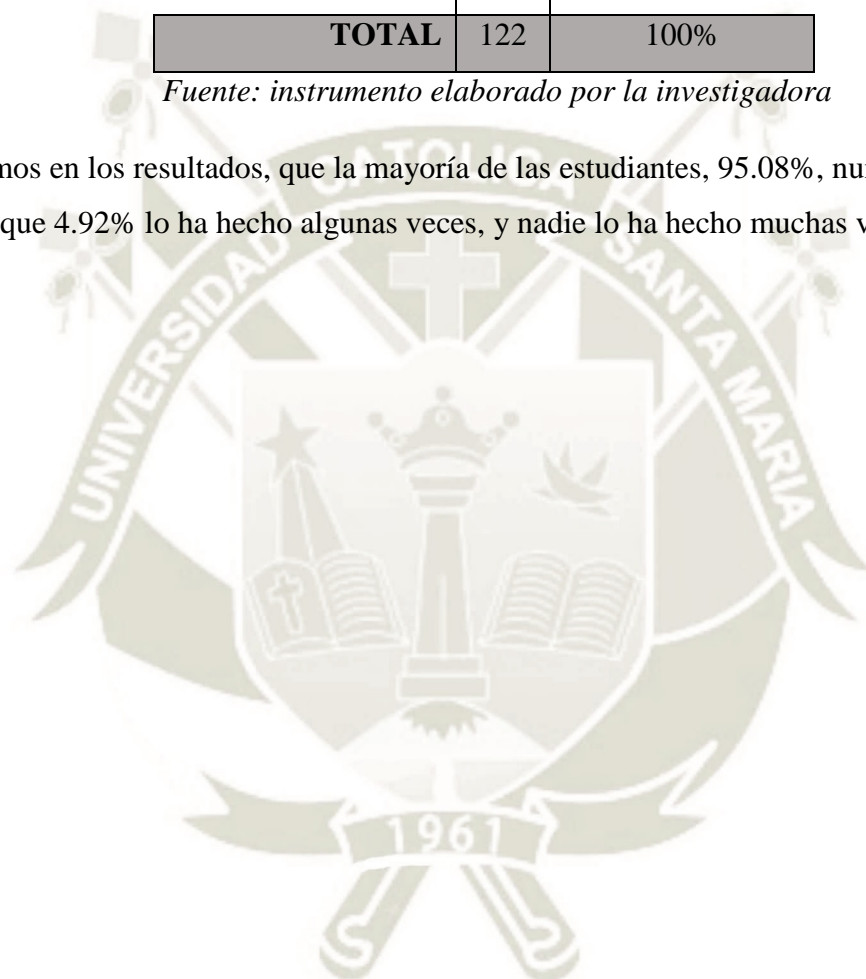 TOTAL 122 100%
Fuente: instrumento elaborado por la investigadora
en los resultados, que la mayoría de las estudiantes, 95.08%,
que 4.92% lo ha hecho algunas veces, y nadie lo ha hecho muchas
UNIVERSIDAD CATOLICA SANTA MARIA
1961